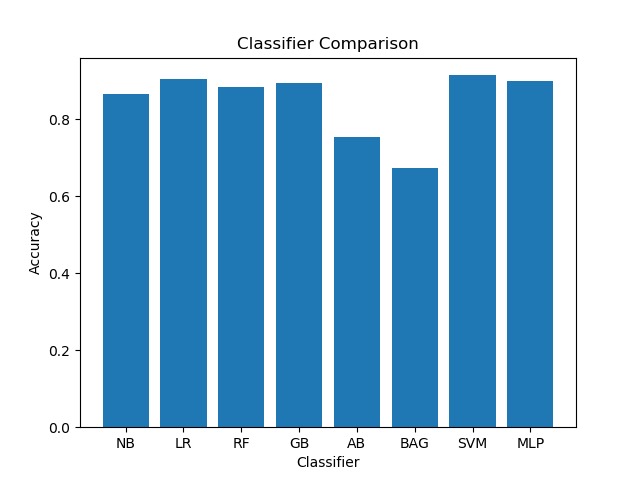 Classifier Comparison
Accuracy
0.8
0.6
0.4
0.2
0.0
NB LR RF GB AB BAG SVM MLP
Classifier